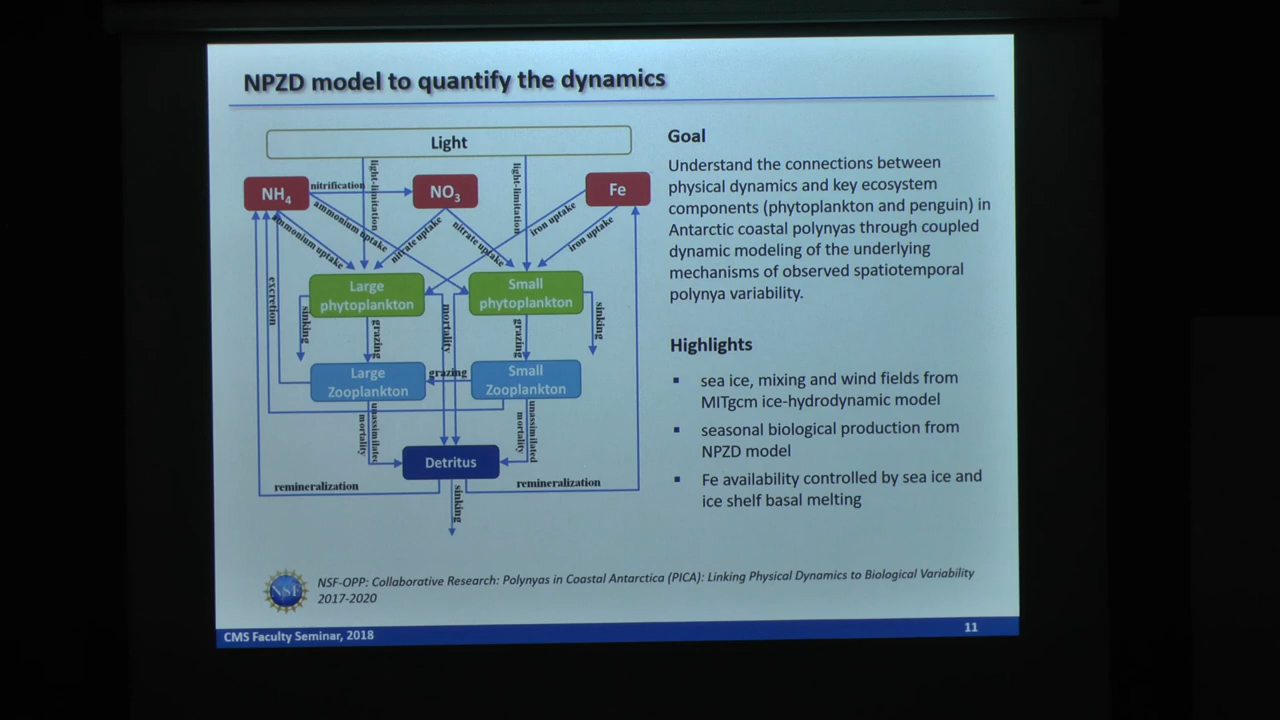 NPZD model to quantify the dynamics
Light
NH4
nitrification
NO3
Fe
light-limitation
light-limitation
ammonium uptake
ammonium uptake
nitrate uptake
nitrate uptake
iron uptake
iron uptake
Large
phytoplankton
Small
phytoplankton
excretion
sinking
grazing
mortality
grazing
sinking
Large
Zooplankton
grazing
Small
Zooplankton
unassimilated
mortality
unassimilated
mortality
Detritus
remineralization
remineralization
sinking
Goal
Understand the connections between
physical dynamics and key ecosystem
components (phytoplankton and penguin) in
Antarctic coastal polynyas through coupled
dynamic modeling of the underlying
mechanisms of observed spatiotemporal
polynya variability.
Highlights
▪ sea ice, mixing and wind fields from
MITgcm ice-hydrodynamic model
▪ seasonal biological production from
NPZD model
▪ Fe availability controlled by sea ice and
ice shelf basal melting
NSF
NSF-OPP: Collaborative Research: Polynyas in Coastal Antarctica (PICA): Linking Physical Dynamics to Biological Variability
2017-2020
CMS Faculty Seminar, 2018
11